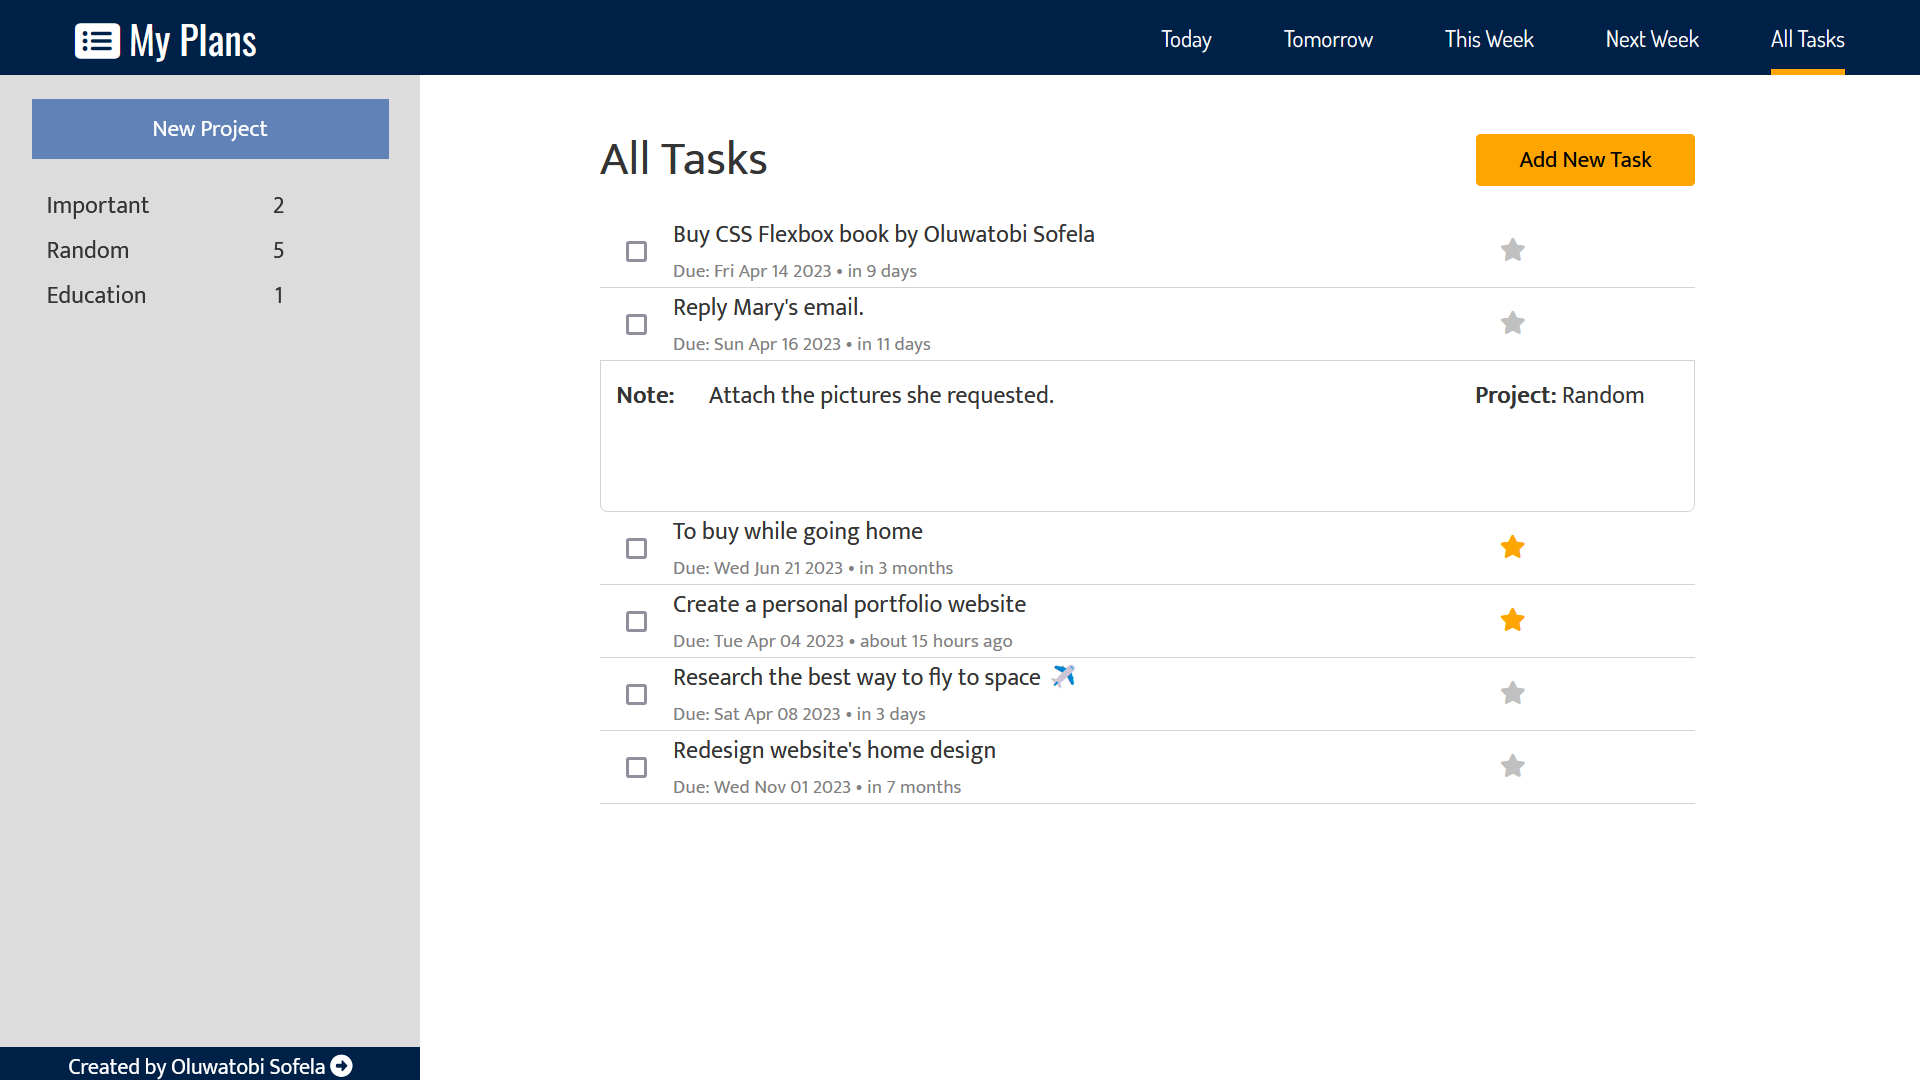 My Plans
Today Tomorrow This Week Next Week All Tasks
New Project
Important 2
Random 5
Education 1
All Tasks
Add New Task
Buy CSS Flexbox book by Oluwatobi Sofela
Due: Fri Apr 14 2023 • in 9 days
Reply Mary's email.
Due: Sun Apr 16 2023 • in 11 days
Note: Attach the pictures she requested. Project: Random
To buy while going home
Due: Wed Jun 21 2023 • in 3 months
Create a personal portfolio website
Due: Tue Apr 04 2023 • about 15 hours ago
Research the best way to fly to space ✈️
Due: Sat Apr 08 2023 • in 3 days
Redesign website's home design
Due: Wed Nov 01 2023 • in 7 months
Created by Oluwatobi Sofela